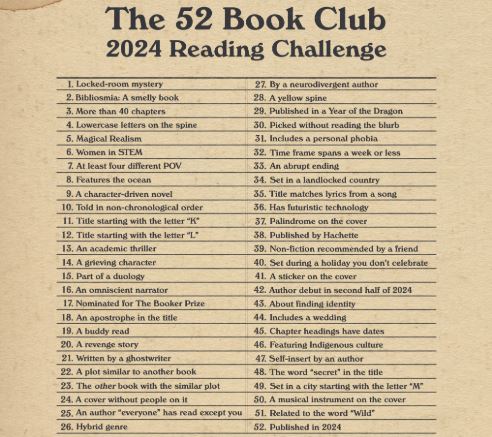 The 52 Book Club
2024 Reading Challenge
1. Locked-room mystery
2. Bibliosmia: A smelly book
3. More than 40 chapters
4. Lowercase letters on the spine
5. Magical Realism
6. Women in STEM
7. At least four different POV
8. Features the ocean
9. A character-driven novel
10. Told in non-chronological order
11. Title starting with the letter "K"
12. Title starting with the letter "L"
13. An academic thriller
14. A grieving character
15. Part of a duology
16. An omniscient narrator
17. Nominated for The Booker Prize
18. An apostrophe in the title
19. A buddy read
20. A revenge story
21. Written by a ghostwriter
22. A plot similar to another book
23. The other book with the similar plot
24. A cover without people on it
25. An author "everyone" has read except you
26. Hybrid genre
27. By a neurodivergent author
28. A yellow spine
29. Published in a Year of the Dragon
30. Picked without reading the blurb
31. Includes a personal phobia
32. Time frame spans a week or less
33. An abrupt ending
34. Set in a landlocked country
35. Title matches lyrics from a song
36. Has futuristic technology
37. Palindrome on the cover
38. Published by Hachette
39. Non-fiction recommended by a friend
40. Set during a holiday you don't celebrate
41. A sticker on the cover
42. Author debut in second half of 2024
43. About finding identity
44. Includes a wedding
45. Chapter headings have dates
46. Featuring Indigenous culture
47. Self-insert by an author
48. The word "secret" in the title
49. Set in a city starting with the letter "M"
50. A musical instrument on the cover
51. Related to the word "Wild"
52. Published in 2024